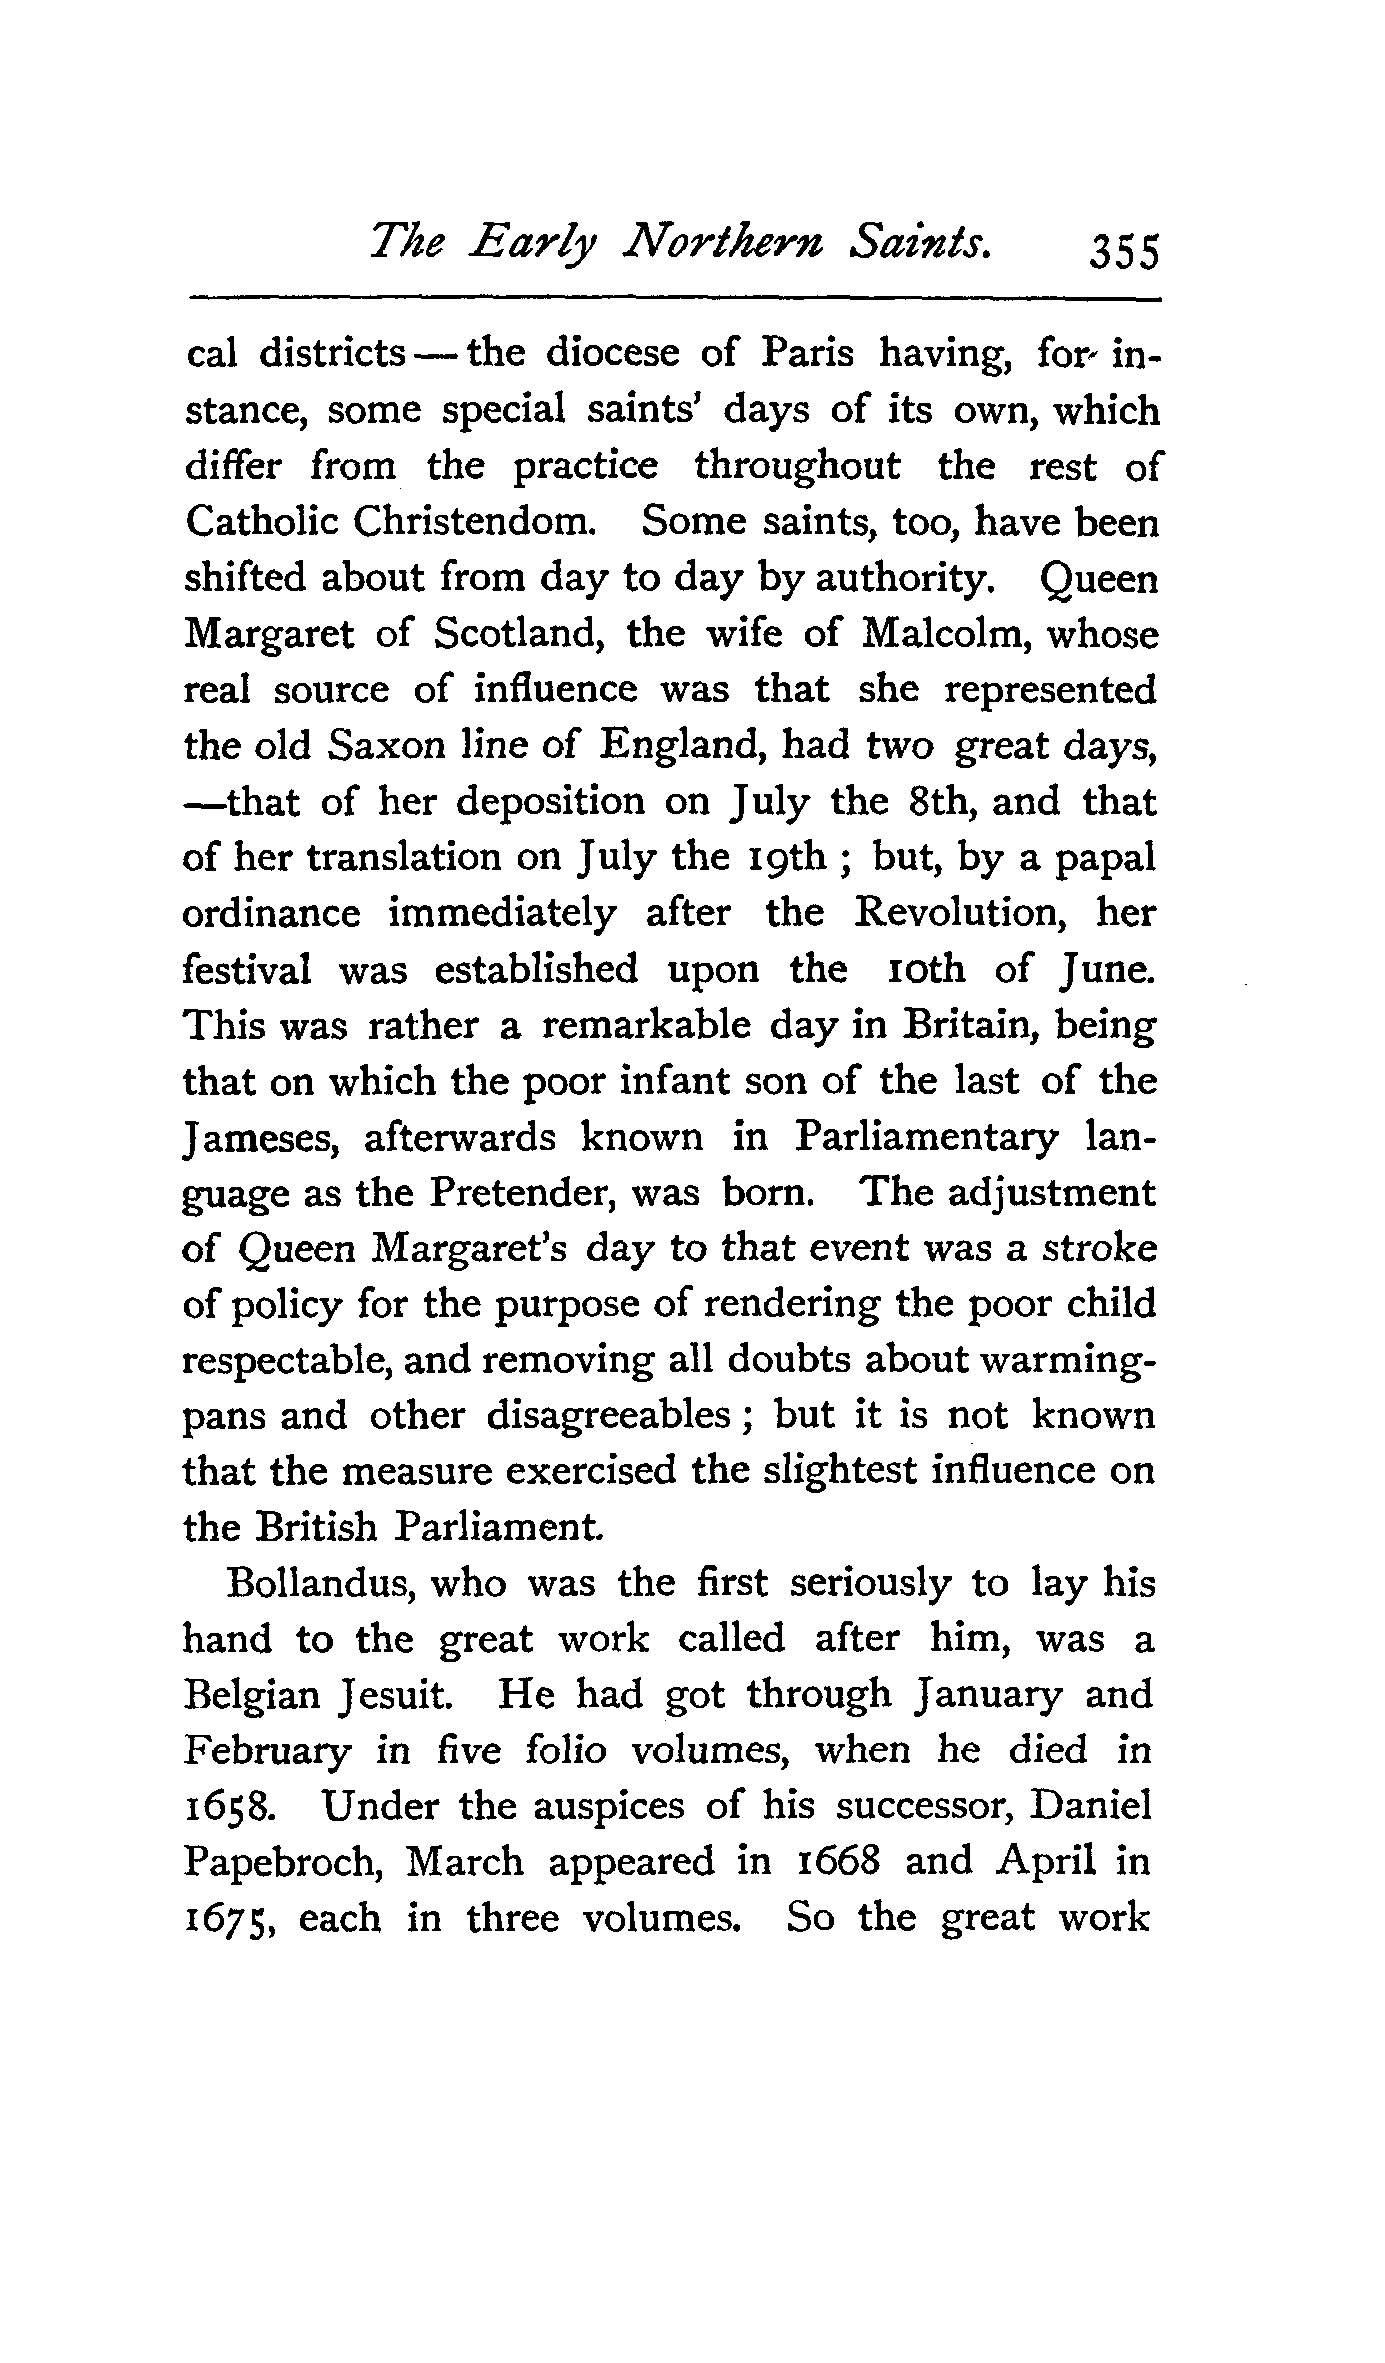 The Early Northern Saints. 355
cal districts — the diocese of Paris having, for in-
stance, some special saints' days of its own, which
differ from the practice throughout the rest of
Catholic Christendom. Some saints, too, have been
shifted about from day to day by authority. Queen
Margaret of Scotland, the wife of Malcolm, whose
real source of influence was that she represented
the old Saxon line of England, had two great days,
—that of her deposition on July the 8th, and that
of her translation on July the 19th ; but, by a papal
ordinance immediately after the Revolution, her
festival was established upon the 10th of June.
This was rather a remarkable day in Britain, being
that on which the poor infant son of the last of the
Jameses, afterwards known in Parliamentary lan-
guage as the Pretender, was born. The adjustment
of Queen Margaret's day to that event was a stroke
of policy for the purpose of rendering the poor child
respectable, and removing all doubts about warming-
pans and other disagreeables ; but it is not known
that the measure exercised the slightest influence on
the British Parliament.
Bollandus, who was the first seriously to lay his
hand to the great work called after him, was a
Belgian Jesuit. He had got through January and
February in five folio volumes, when he died in
1658. Under the auspices of his successor, Daniel
Papebroch, March appeared in 1668 and April in
1675, each in three volumes. So the great work